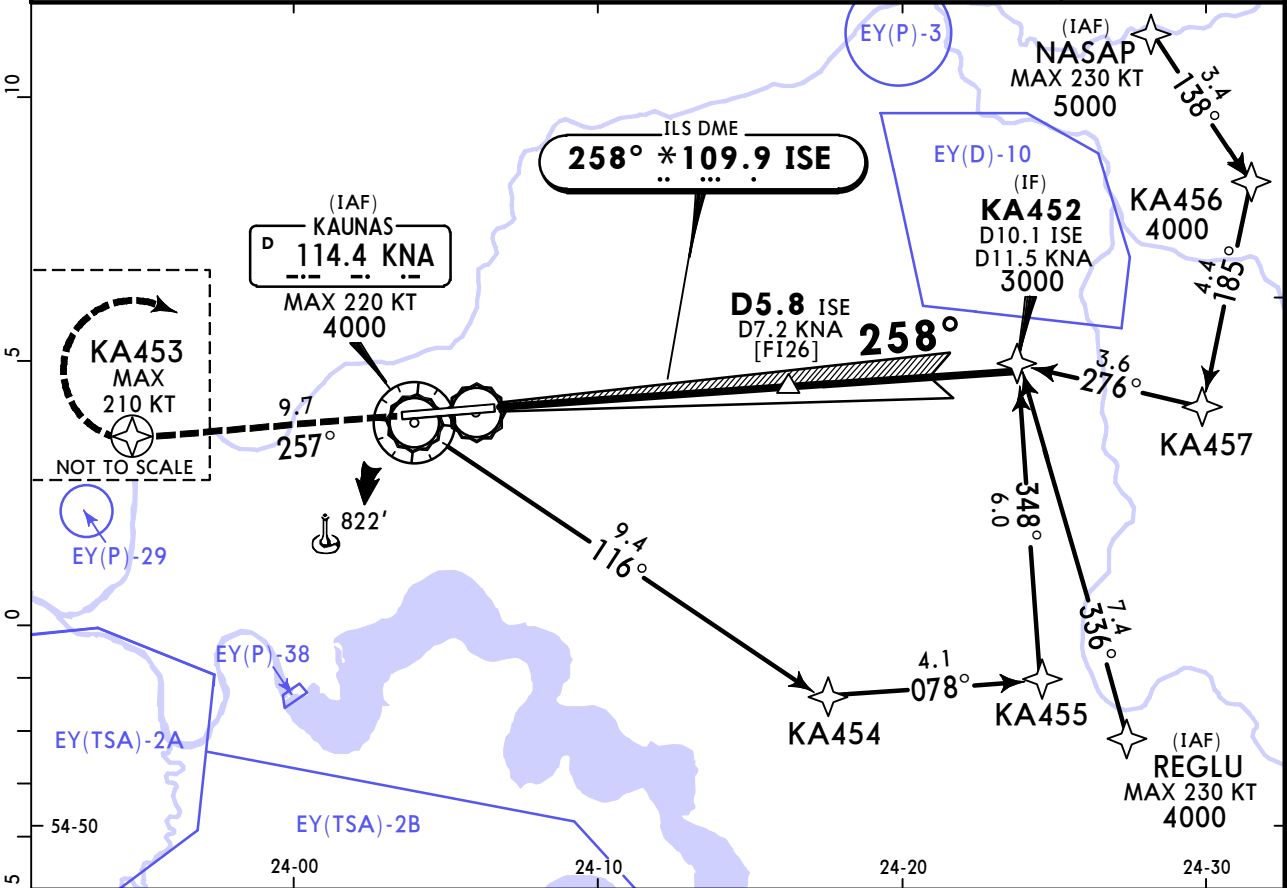 EY(P)-3
(IAF)
NASAP
MAX 230 KT
5000
3.4
138°
10
ILS DME
258° *109.9 ISE
EY(D)-10
(IF)
KA452
D10.1 ISE
D11.5 KNA
3000
KA456
4000
4.4
185°
(IAF)
KAUNAS
D 114.4 KNA
MAX 220 KT
4000
D5.8 ISE
D7.2 KNA
[FI26]
258°
5
KA453
MAX
210 KT
NOT TO SCALE
9.7
257°
3.6
276°
KA457
822'
EY(P)-29
9.4
116°
6.0
348°
7.4
336°
0
EY(P)-38
4.1
078°
KA454
KA455
EY(TSA)-2A
(IAF)
REGLU
MAX 230 KT
4000
54-50
EY(TSA)-2B
5
24-00
24-10
24-20
24-30